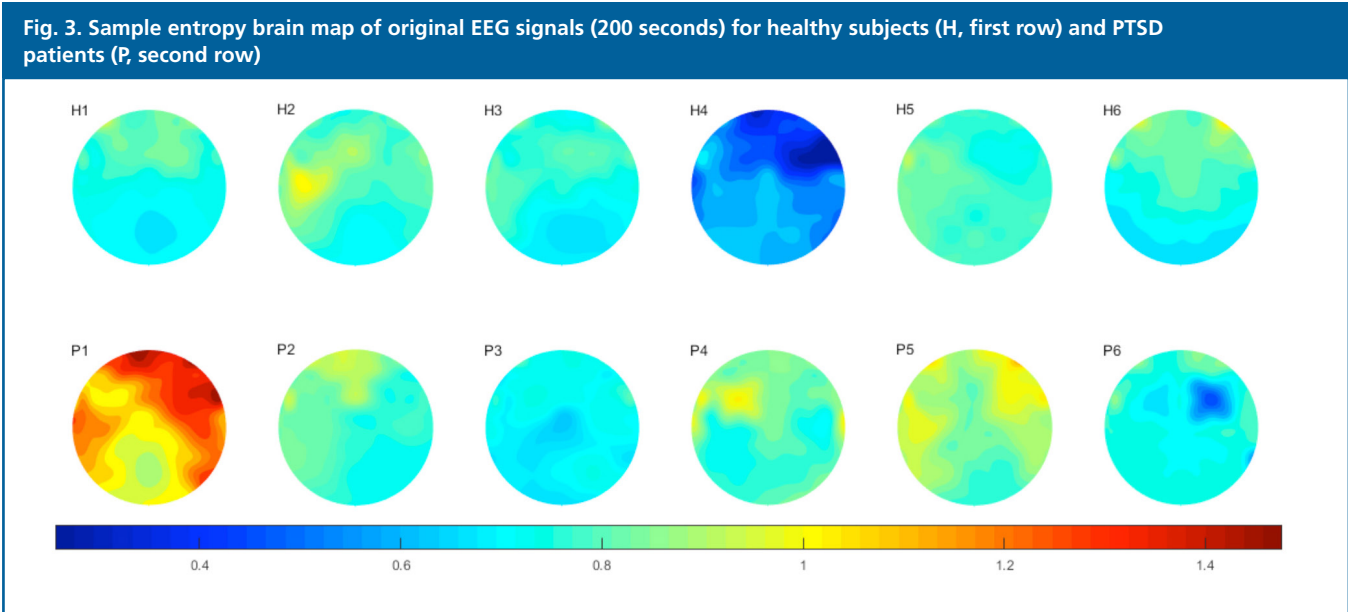 Fig. 3. Sample entropy brain map of original EEG signals (200 seconds) for healthy subjects (H, first row) and PTSD
patients (P, second row)
H1 H2 H3 H4 H5 H6
P1 P2 P3 P4 P5 P6
0.4 0.6 0.8 1 1.2 1.4